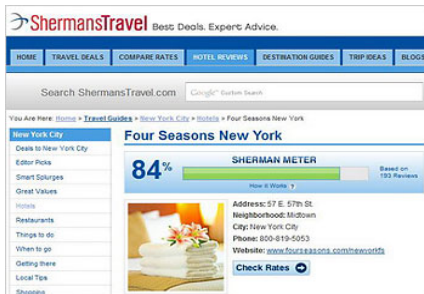 ShermansTravel Best Deals. Expert Advice.
HOME TRAVEL DEALS COMPARE RATES HOTEL REVIEWS DESTINATION GUIDES TRIP IDEAS BLOGS
Search ShermansTravel.com Google™ Custom Search
You Are Here: Home » Travel Guides » New York City » Hotels » Four Seasons New York
New York City
Deals to New York City
Editor Picks
Smart Splurges
Great Values
Hotels
Restaurants
Things to do
When to go
Getting there
Local Tips
Shopping
Four Seasons New York
84%
SHERMAN METER
How it Works ?
Based on
193 Reviews
Address: 57 E. 57th St.
Neighborhood: Midtown
City: New York City
Phone: 800-819-5053
Website: www.fourseasons.com/newyorkfs
Check Rates